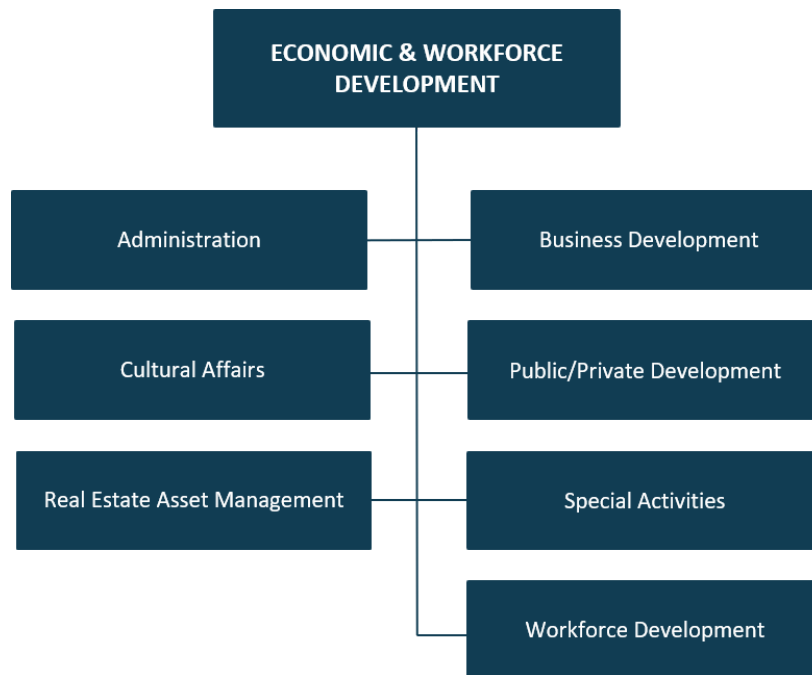 ECONOMIC & WORKFORCE
DEVELOPMENT
Administration
Business Development
Cultural Affairs
Public/Private Development
Real Estate Asset Management
Special Activities
Workforce Development